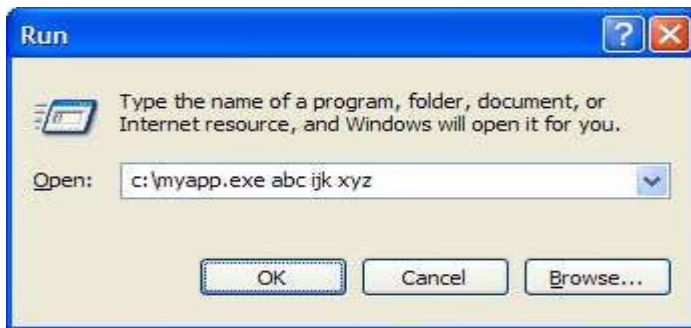 Run
Type the name of a program, folder, document, or
Internet resource, and Windows will open it for you.
Open: c:\myapp.exe abc ijk xyz
OK Cancel Browse...